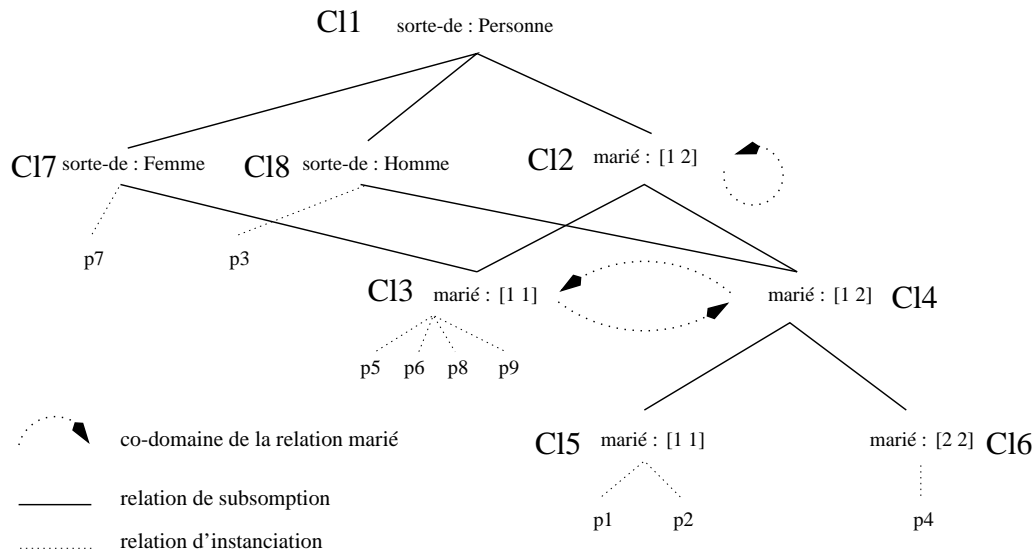 Cl1 sorte-de : Personne
Cl7 sorte-de : Femme Cl8 sorte-de : Homme Cl2 marié : [1 2]
p7 p3
Cl3 marié : [1 1] marié : [1 2] Cl4
p5 p6 p8 p9
co-domaine de la relation marié
Cl5 marié : [1 1] marié : [2 2] Cl6
relation de subsomption
p1 p2 p4
relation d'instanciation